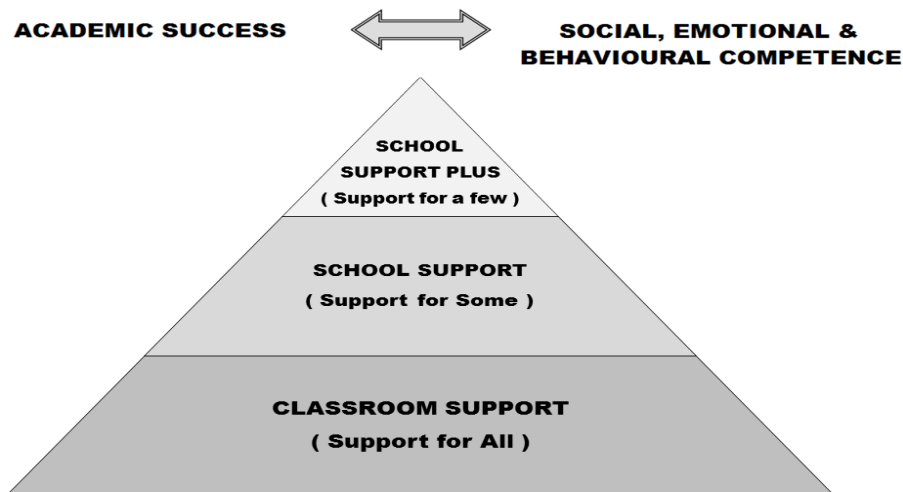 ACADEMIC SUCCESS
SOCIAL, EMOTIONAL &
BEHAVIOURAL COMPETENCE
SCHOOL
SUPPORT PLUS
( Support for a few )
SCHOOL SUPPORT
( Support for Some )
CLASSROOM SUPPORT
( Support for All )